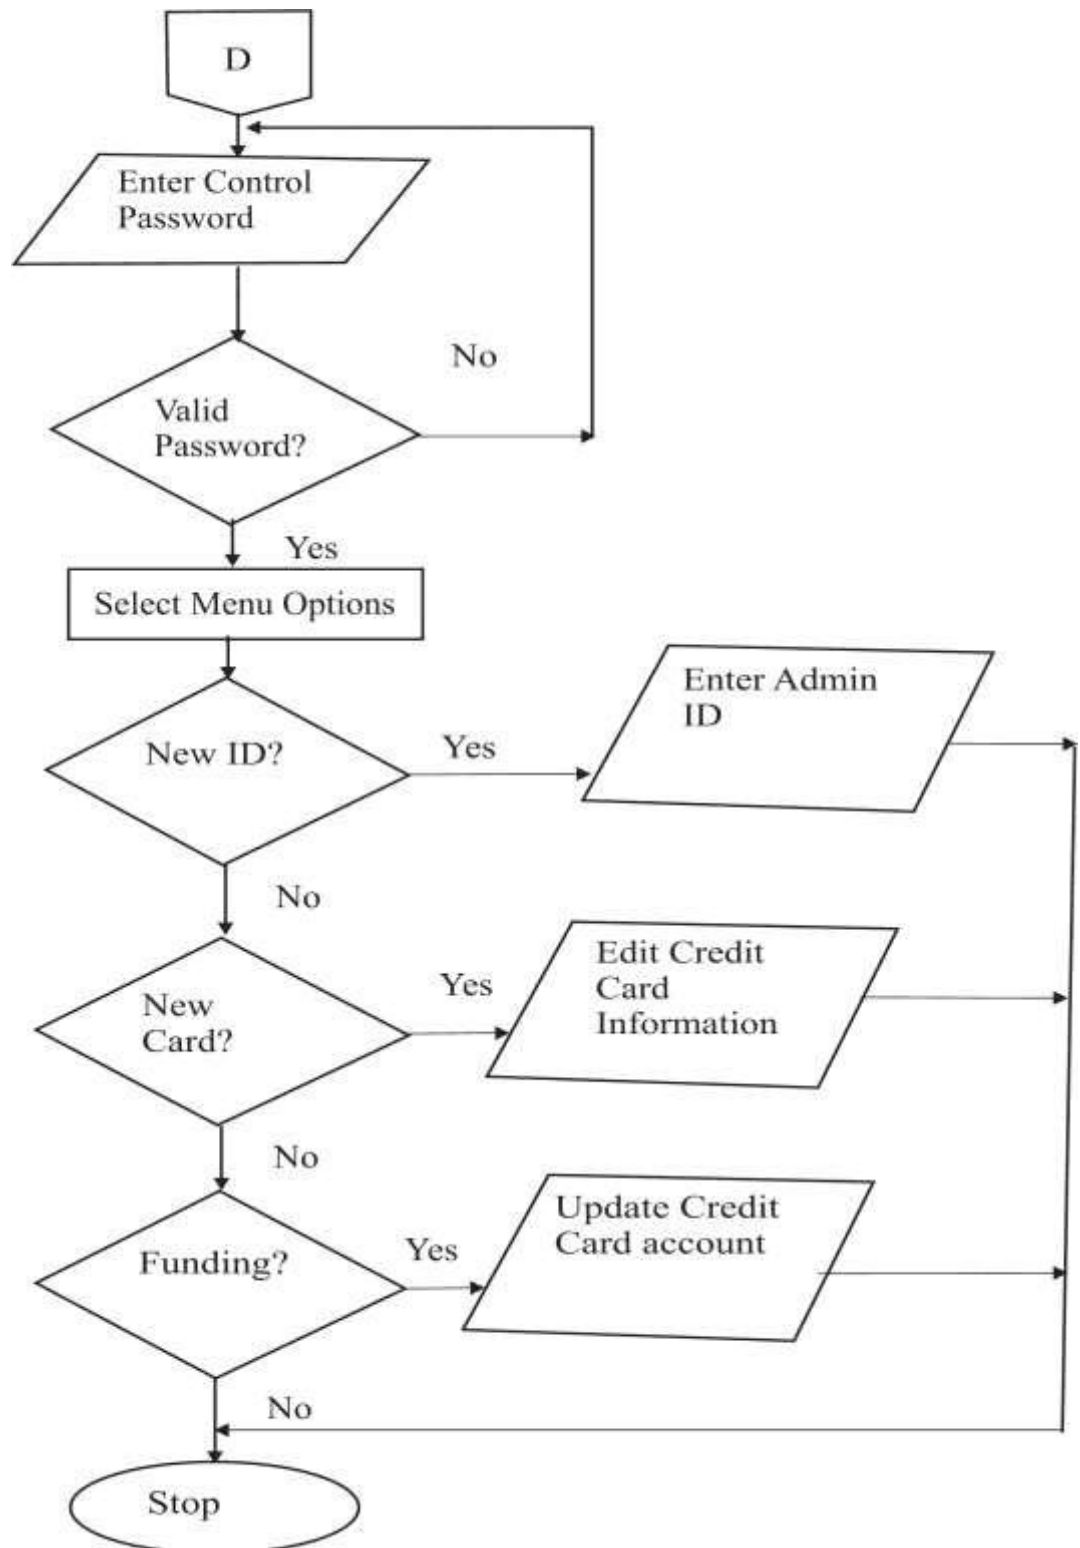 D
Enter Control
Password
No
Valid
Password?
Yes
Select Menu Options
Enter Admin
ID
New ID?
Yes
No
Edit Credit
Card
Information
New
Card?
Yes
No
Update Credit
Card account
Funding?
Yes
No
Stop